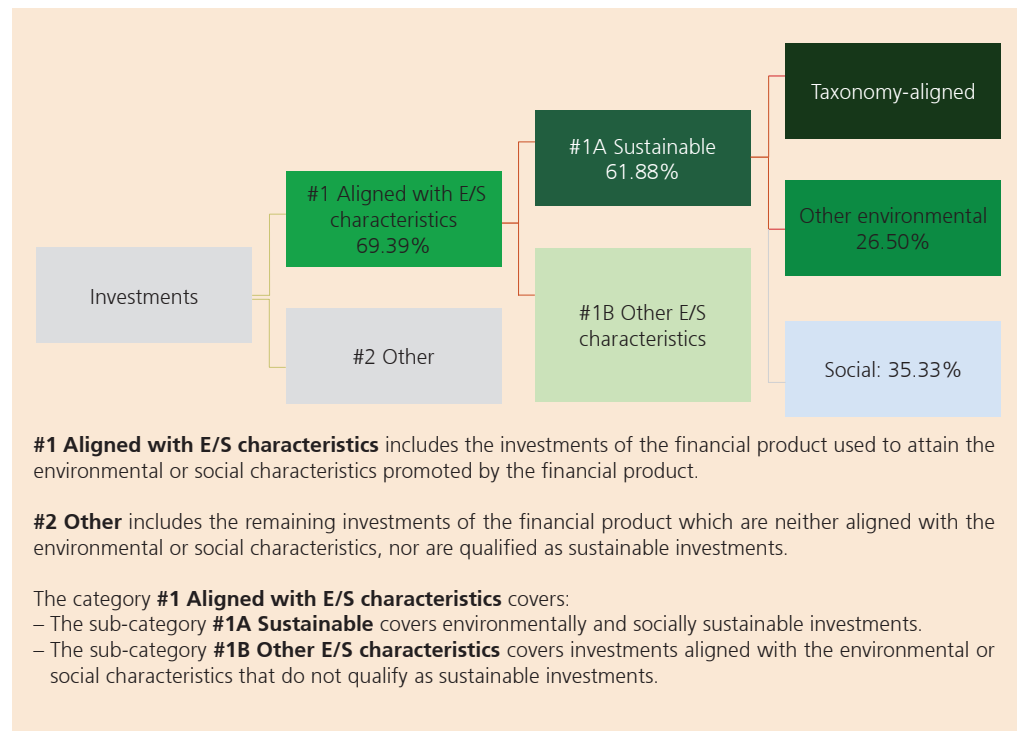 Taxonomy-aligned
#1A Sustainable
61.88%
#1 Aligned with E/S
characteristics
69.39%
Other environmental
26.50%
Investments
#1B Other E/S
characteristics
#2 Other
Social: 35.33%
#1 Aligned with E/S characteristics includes the investments of the financial product used to attain the
environmental or social characteristics promoted by the financial product.
#2 Other includes the remaining investments of the financial product which are neither aligned with the
environmental or social characteristics, nor are qualified as sustainable investments.
The category #1 Aligned with E/S characteristics covers:
– The sub-category #1A Sustainable covers environmentally and socially sustainable investments.
– The sub-category #1B Other E/S characteristics covers investments aligned with the environmental or
social characteristics that do not qualify as sustainable investments.